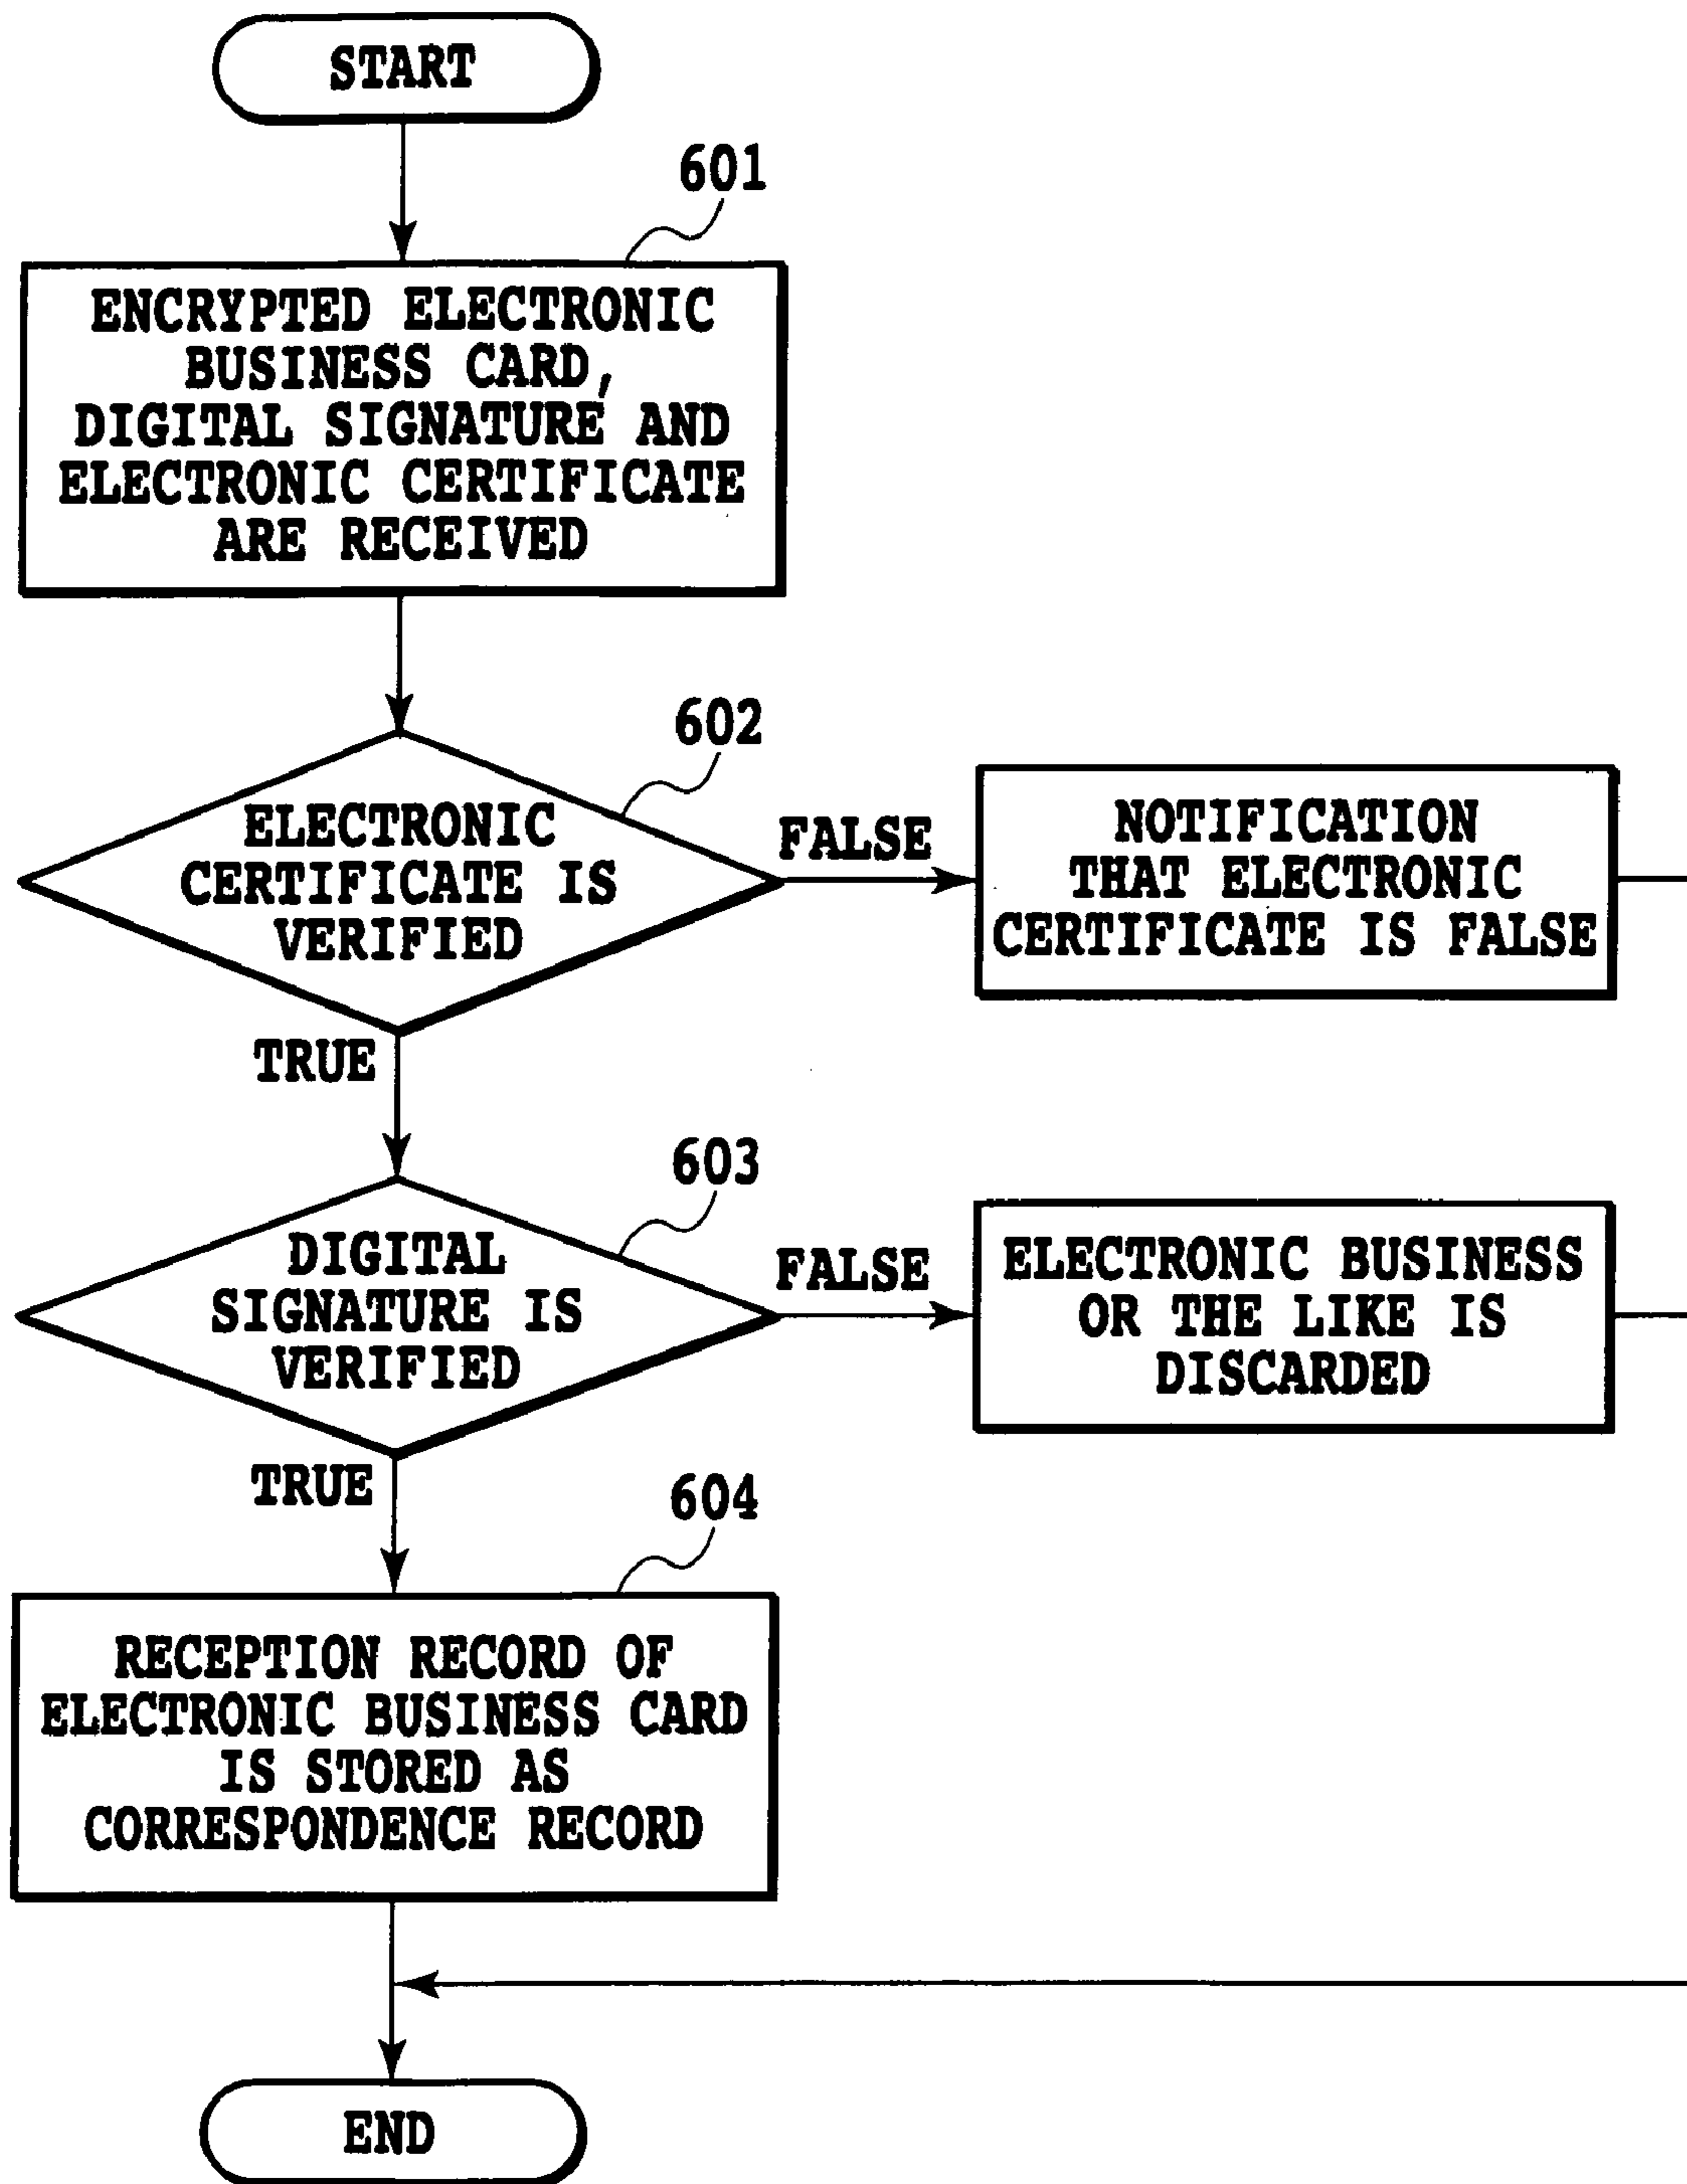 START
601
ENCRYPTED ELECTRONIC
BUSINESS CARD,
DIGITAL SIGNATURE AND
ELECTRONIC CERTIFICATE
ARE RECEIVED
602
ELECTRONIC
CERTIFICATE IS
VERIFIED
FALSE
NOTIFICATION
THAT ELECTRONIC
CERTIFICATE IS FALSE
TRUE
603
DIGITAL
SIGNATURE IS
VERIFIED
FALSE
ELECTRONIC BUSINESS
OR THE LIKE IS
DISCARDED
TRUE
604
RECEPTION RECORD OF
ELECTRONIC BUSINESS CARD
IS STORED AS
CORRESPONDENCE RECORD
END